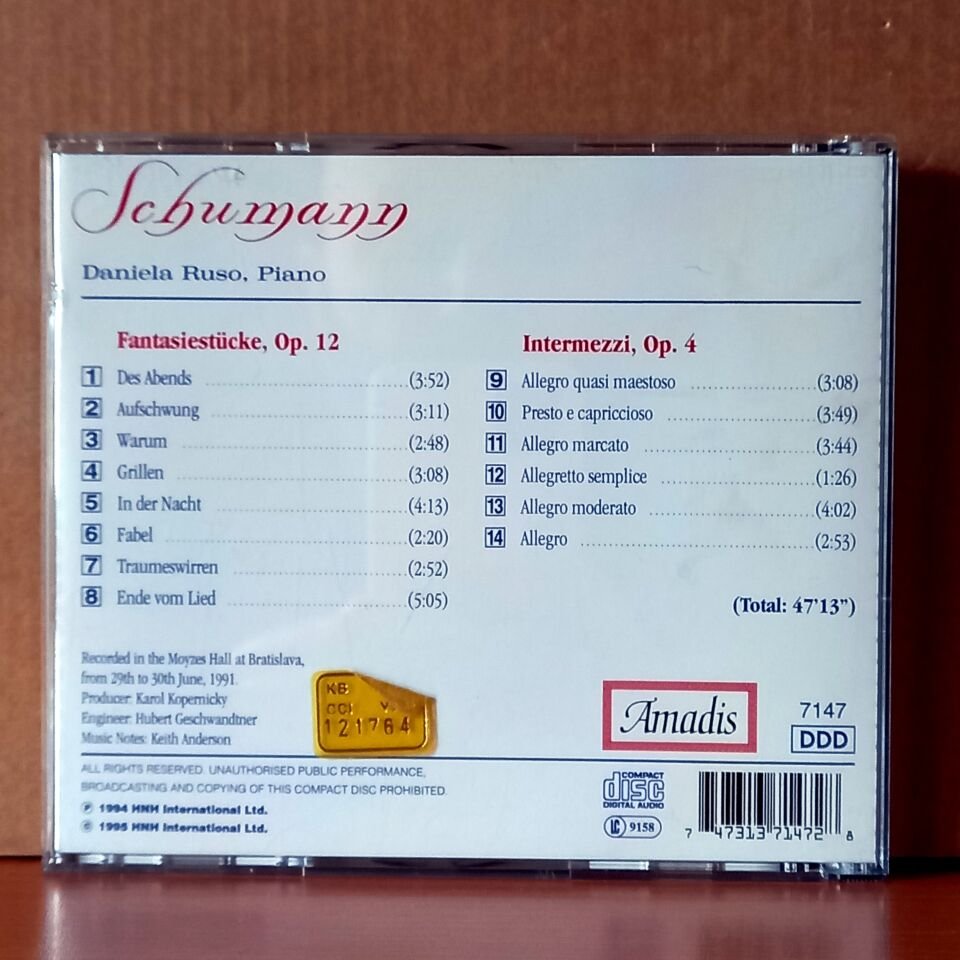 Schumann
Daniela Ruso, Piano
Fantasiestücke, Op. 12
1 Des Abends (3:52)
2 Aufschwung (3:11)
3 Warum (2:48)
4 Grillen (3:08)
5 In der Nacht (4:13)
6 Fabel (2:20)
7 Traumeswirren (2:52)
8 Ende vom Lied (5:05)
Intermezzi, Op. 4
9 Allegro quasi maestoso (3:08)
10 Presto e capriccioso (3:49)
11 Allegro marcato (3:44)
12 Allegretto semplice (1:26)
13 Allegro moderato (4:02)
14 Allegro (2:53)
(Total: 47'13")
Recorded in the Moyzes Hall at Bratislava,
from 29th to 30th June, 1991.
Producer: Karol Kopernicky
Engineer: Hubert Geschwandtner
Music Notes: Keith Anderson
KB
121764
Amadis
7147
DDD
ALL RIGHTS RESERVED. UNAUTHORISED PUBLIC PERFORMANCE,
BROADCASTING AND COPYING OF THIS COMPACT DISC PROHIBITED.
℗ 1994 HNH International Ltd.
© 1995 HNH International Ltd.
COMPACT
disc
DIGITAL AUDIO
LC 9158
7 47313 71472 8